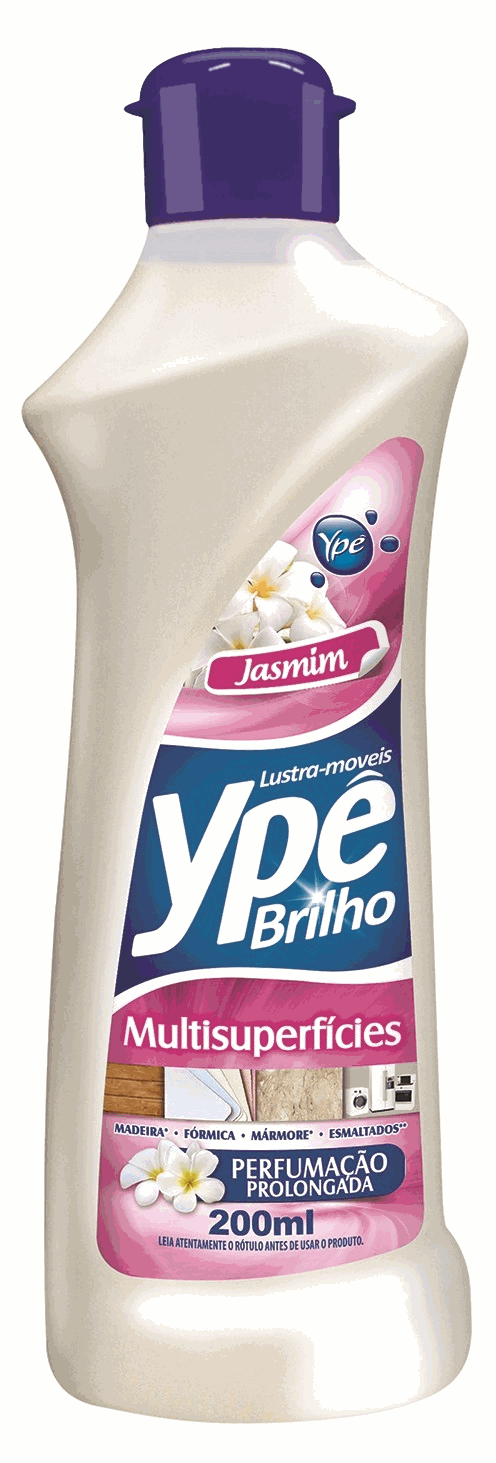 Ypê
Jasmim
Lustra-moveis
Ypê
Brilho
Multisuperfícies
MADEIRA* • FÓRMICA • MÁRMORE* • ESMALTADOS**
PERFUMAÇÃO
PROLONGADA
200ml
LEIA ATENTAMENTE O RÓTULO ANTES DE USAR O PRODUTO.